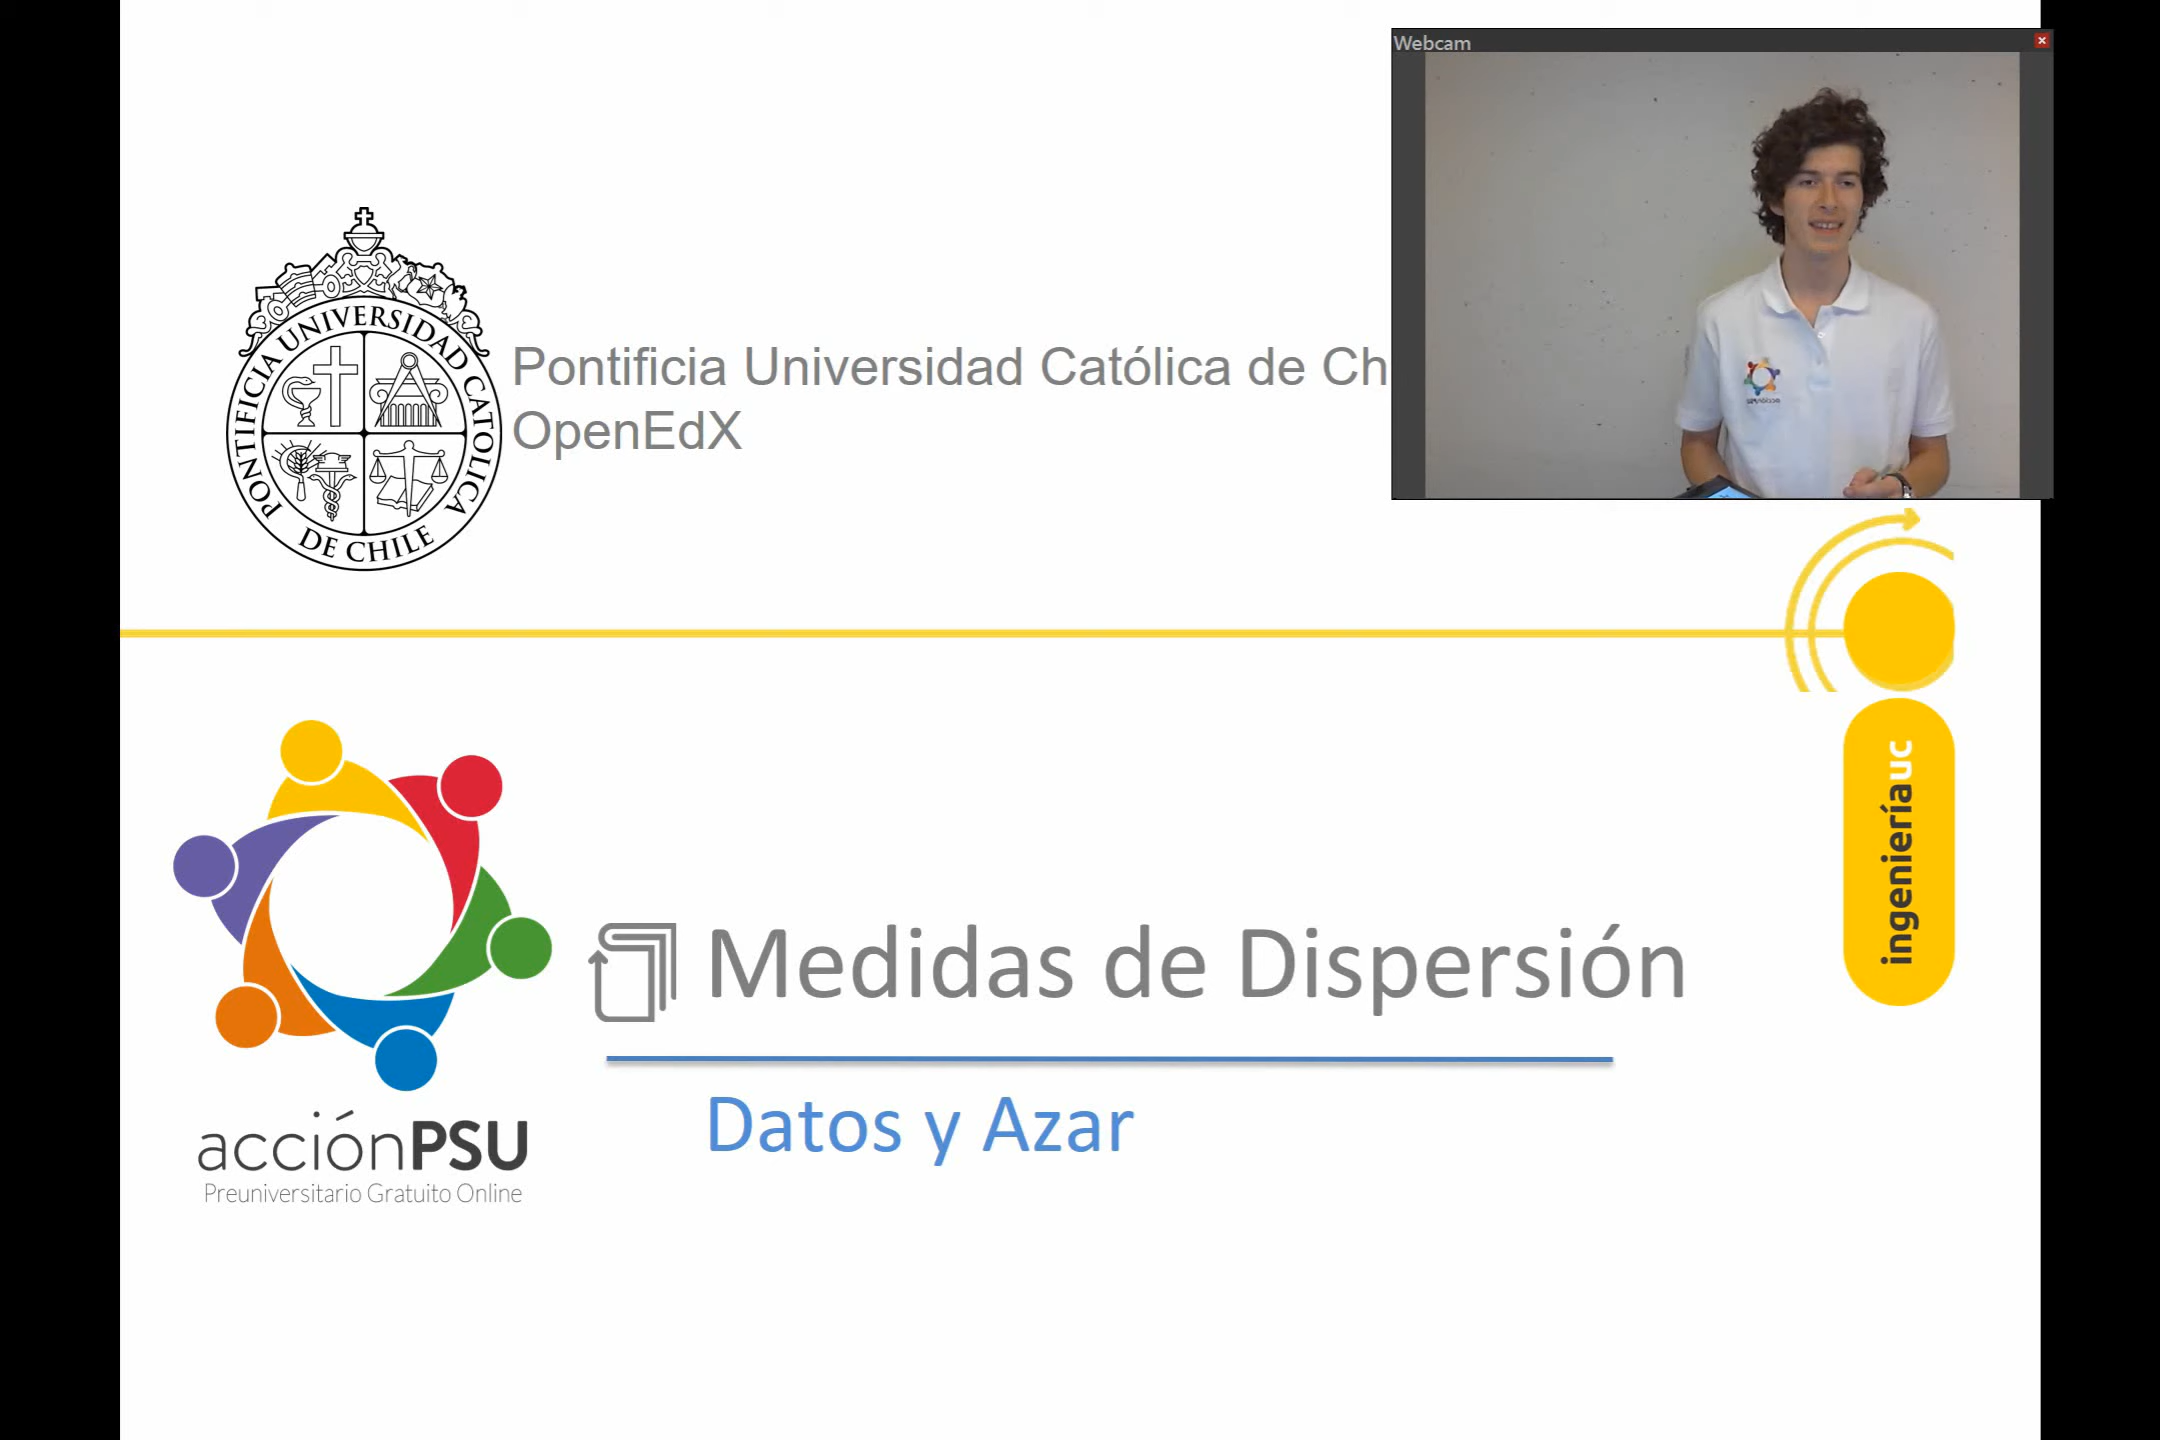 Webcam
PONTIFICIA UNIVERSIDAD CATOLICA
DE CHILE
Pontificia Universidad Católica de Ch
OpenEdX
ingenieríauc
Medidas de Dispersión
Datos y Azar
acciónPSU
Preuniversitario Gratuito Online